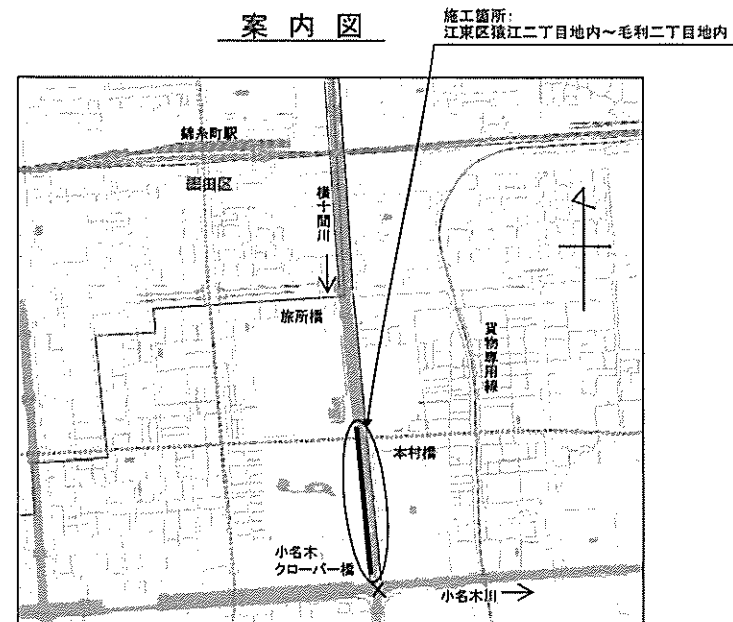 案内図
施工箇所:
江東区猿江二丁目地内~毛利二丁目地内
錦糸町駅
墨田区
横十間川
旅所橋
貨物専用線
本村橋
小名木
クローバー橋
小名木川